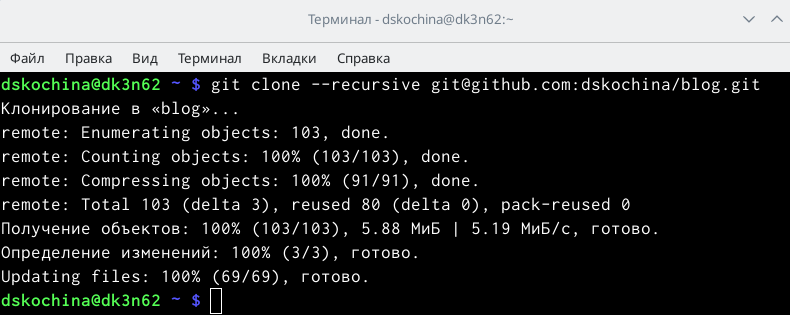 Терминал - dskochina@dk3n62:~
Файл Правка Вид Терминал Вкладки Справка
dskochina@dk3n62 ~ $ git clone --recursive git@github.com:dskochina/blog.git
Клонирование в «blog»...
remote: Enumerating objects: 103, done.
remote: Counting objects: 100% (103/103), done.
remote: Compressing objects: 100% (91/91), done.
remote: Total 103 (delta 3), reused 80 (delta 0), pack-reused 0
Получение объектов: 100% (103/103), 5.88 МиБ | 5.19 МиБ/с, готово.
Определение изменений: 100% (3/3), готово.
Updating files: 100% (69/69), готово.
dskochina@dk3n62 ~ $